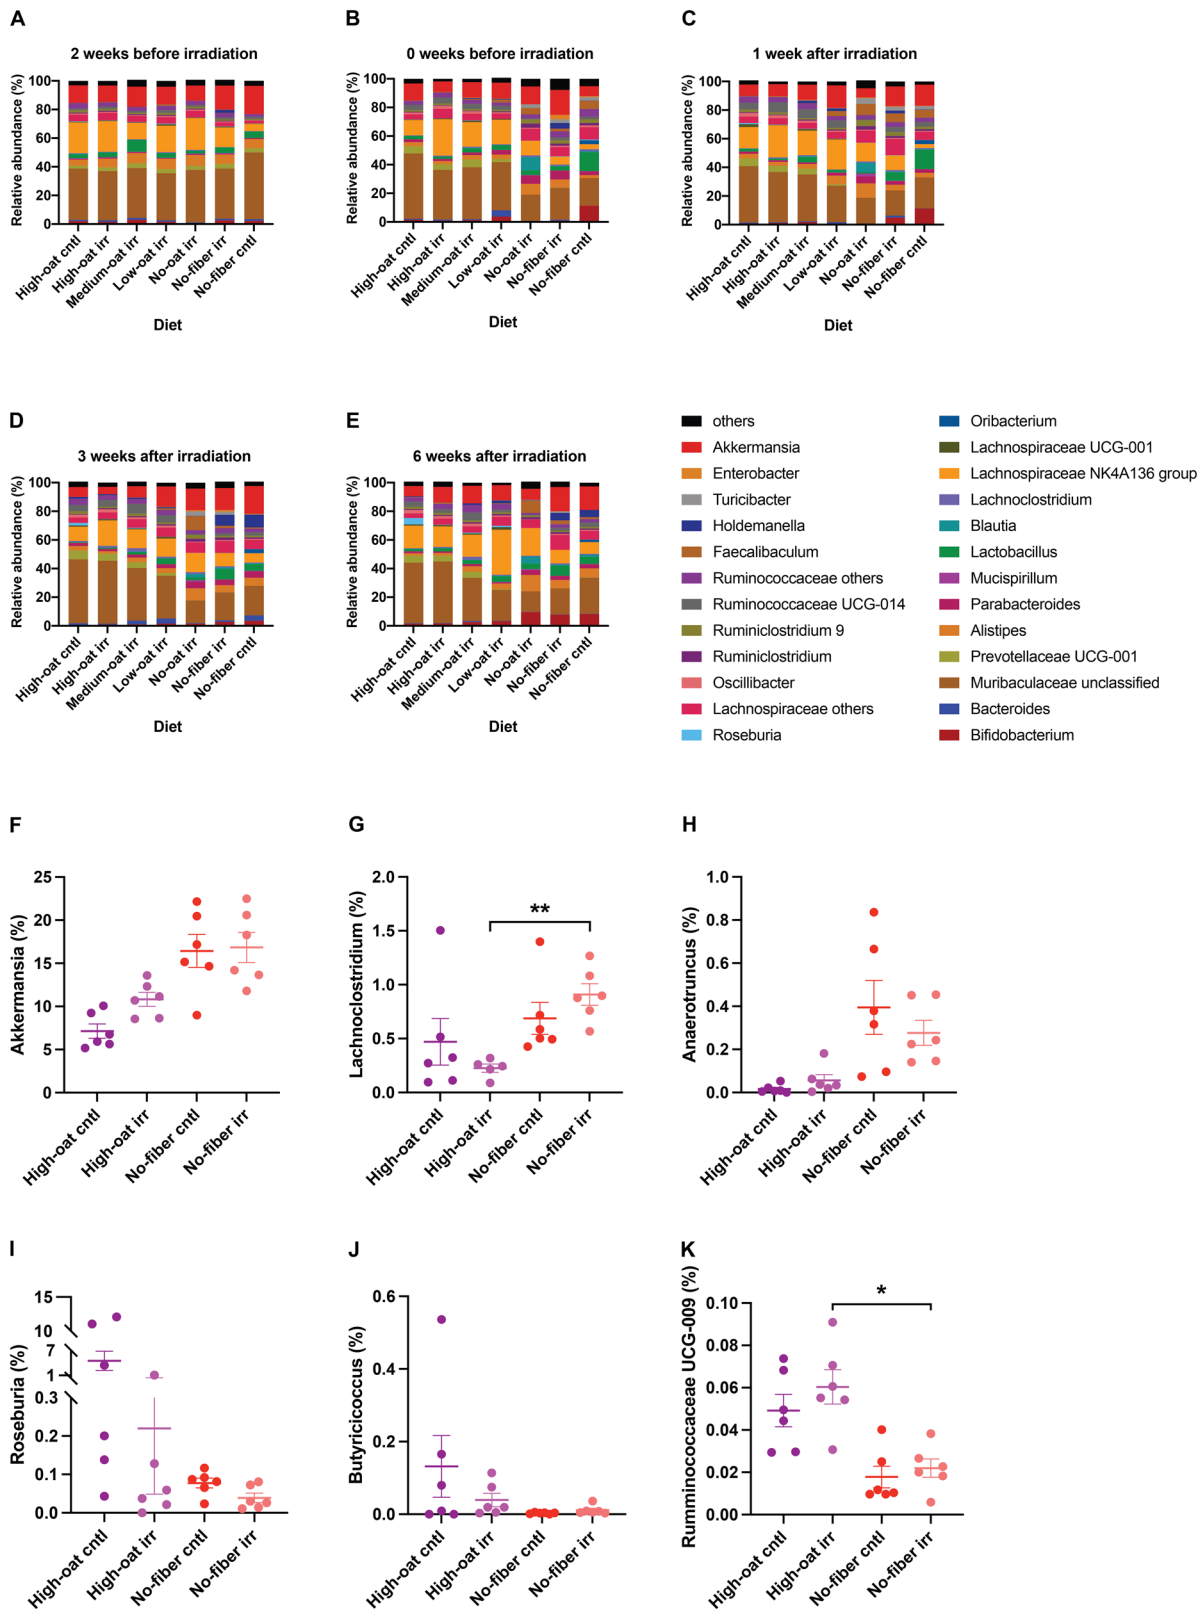 A
2 weeks before irradiation
Relative abundance (%)
100
80
60
40
20
0
High-oat cntl
High-oat irr
Medium-oat irr
Low-oat irr
No-oat irr
No-fiber irr
No-fiber cntl
Diet
B
0 weeks before irradiation
Relative abundance (%)
100
80
60
40
20
0
High-oat cntl
High-oat irr
Medium-oat irr
Low-oat irr
No-oat irr
No-fiber irr
No-fiber cntl
Diet
C
1 week after irradiation
Relative abundance (%)
100
80
60
40
20
0
High-oat cntl
High-oat irr
Medium-oat irr
Low-oat irr
No-oat irr
No-fiber irr
No-fiber cntl
Diet
D
3 weeks after irradiation
Relative abundance (%)
100
80
60
40
20
0
High-oat cntl
High-oat irr
Medium-oat irr
Low-oat irr
No-oat irr
No-fiber irr
No-fiber cntl
Diet
E
6 weeks after irradiation
Relative abundance (%)
100
80
60
40
20
0
High-oat cntl
High-oat irr
Medium-oat irr
Low-oat irr
No-oat irr
No-fiber irr
No-fiber cntl
Diet
others
Akkermansia
Enterobacter
Turicibacter
Holdemanella
Faecalibaculum
Ruminococcaceae others
Ruminococcaceae UCG-014
Ruminiclostridium 9
Ruminiclostridium
Oscillibacter
Lachnospiraceae others
Roseburia
Oribacterium
Lachnospiraceae UCG-001
Lachnospiraceae NK4A136 group
Lachnoclostridium
Blautia
Lactobacillus
Mucispirillum
Parabacteroides
Alistipes
Prevotellaceae UCG-001
Muribaculaceae unclassified
Bacteroides
Bifidobacterium
F
Akkermansia (%)
25
20
15
10
5
0
High-oat cntl
High-oat irr
No-fiber cntl
No-fiber irr
G
Lachnoclostridium (%)
2.0
1.5
1.0
0.5
0.0
**
High-oat cntl
High-oat irr
No-fiber cntl
No-fiber irr
H
Anaerotruncus (%)
1.0
0.8
0.6
0.4
0.2
0.0
High-oat cntl
High-oat irr
No-fiber cntl
No-fiber irr
I
Roseburia (%)
15
10
7
1
0.3
0.2
0.1
0.0
High-oat cntl
High-oat irr
No-fiber cntl
No-fiber irr
J
Butyricicoccus (%)
0.6
0.4
0.2
0.0
High-oat cntl
High-oat irr
No-fiber cntl
No-fiber irr
K
Rumminococcaceae UCG-009 (%)
0.10
0.08
0.06
0.04
0.02
0.00
*
High-oat cntl
High-oat irr
No-fiber cntl
No-fiber irr